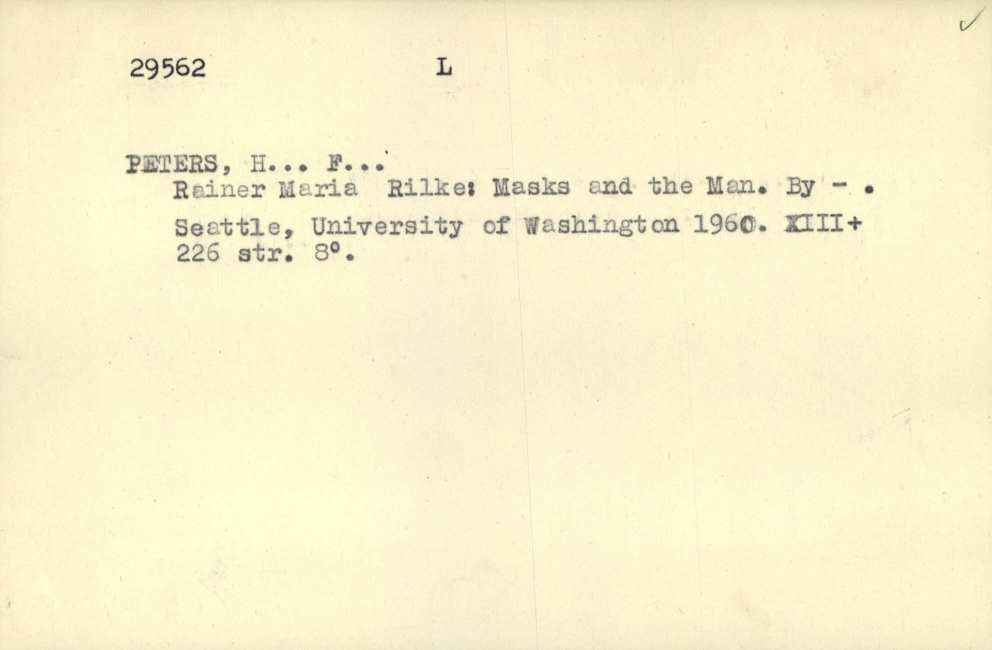 29562 L
PETERS, H... F...
Rainer Maria Rilke: Masks and the Man. By - .
Seattle, University of Washington 1960. XIII+
226 str. 8°.